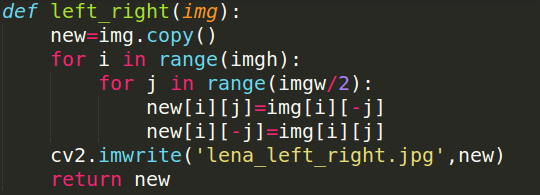 def left_right(img):
    new=img.copy()
    for i in range(imgh):
        for j in range(imgw/2):
            new[i][j]=img[i][-j]
            new[i][-j]=img[i][j]
    cv2.imwrite('lena_left_right.jpg',new)
    return new